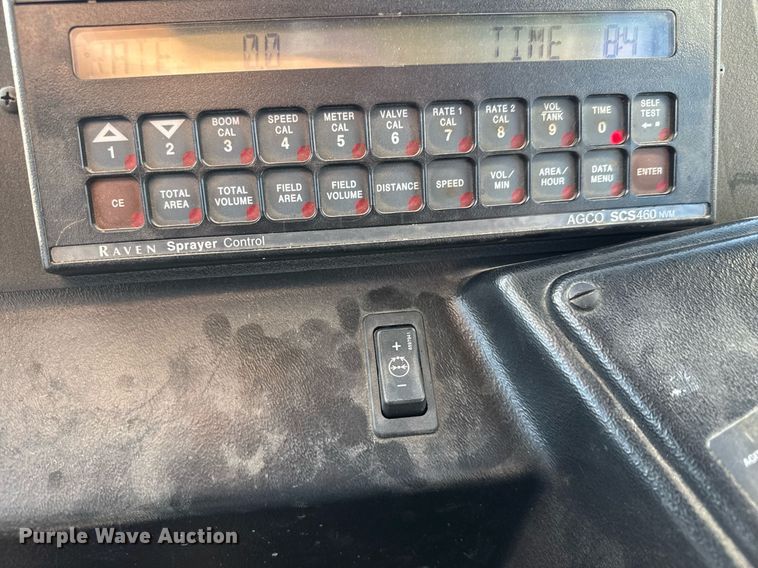 RATE 0.0 TIME 8:4
BOOM CAL SPEED CAL METER CAL VALVE CAL RATE 1 CAL RATE 2 CAL VOL TANK TIME SELF TEST
1 2 3 4 5 6 7 8 9 0
CE TOTAL AREA TOTAL VOLUME FIELD AREA FIELD VOLUME DISTANCE SPEED VOL/ MIN AREA/ HOUR DATA MENU ENTER
RAVEN Sprayer Control AGCO SCS460 NVM
+
−
Purple Wave Auction